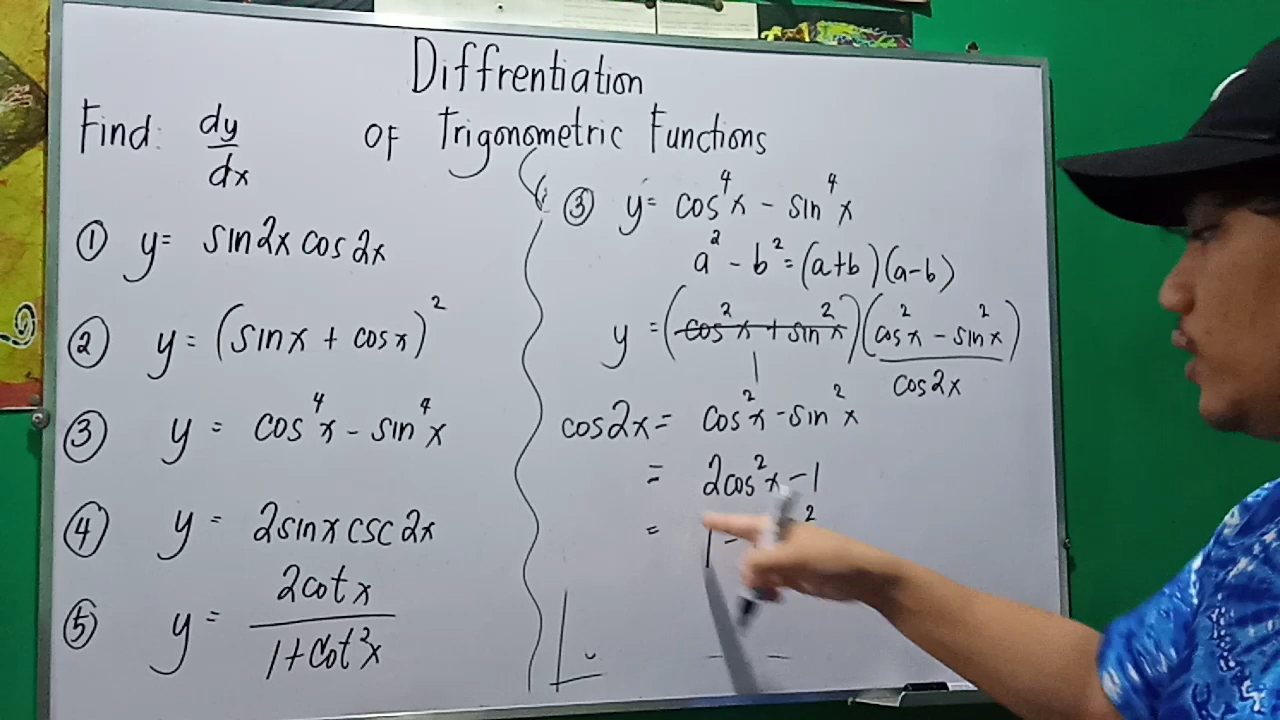 Diffrentiation
Find: dy/dx
Of Trigonometric Functions
① y= sin2x cos2x
② y= (sinx + cosx)²
③ y = cos⁴x - sin⁴x
④ y = 2sinx csc2x
⑤ y = 2cotx / 1+cot²x
③ y= cos⁴x - sin⁴x
a² - b² = (a+b)(a-b)
y = (cos²x + sin²x)(cos²x - sin²x)
1 cos2x
cos2x = cos²x - sin²x
= 2cos²x - 1
= 1 - ²